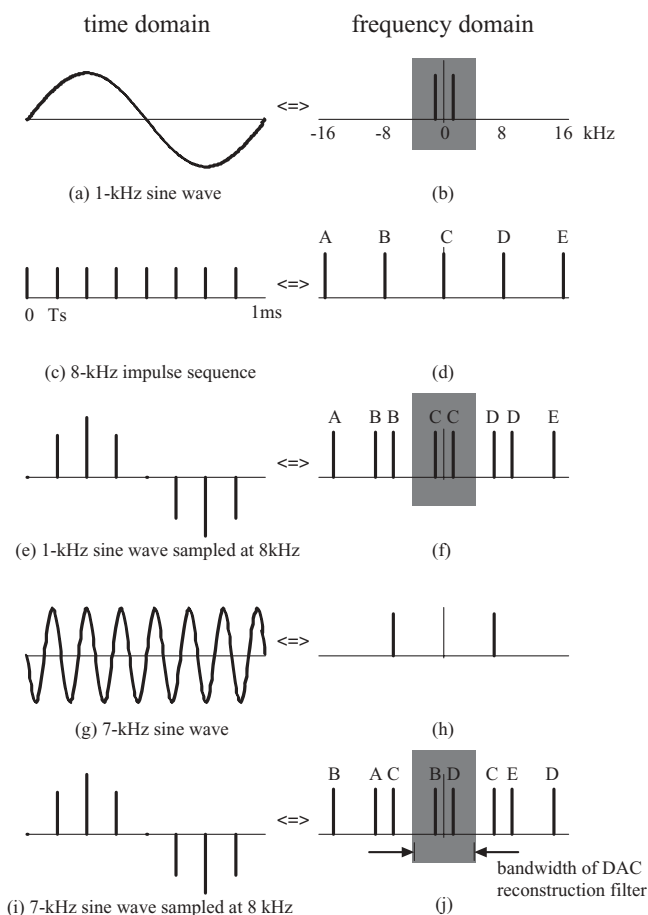 time domain
frequency domain
<=>
-16 -8 0 8 16 kHz
(a) 1-kHz sine wave
(b)
A B C D E
<=>
0 Ts 1ms
(c) 8-kHz impulse sequence
(d)
A B B C C D D E
<=>
(e) 1-kHz sine wave sampled at 8kHz
(f)
<=>
(g) 7-kHz sine wave
(h)
B A C B D C E D
<=>
bandwidth of DAC
reconstruction filter
(i) 7-kHz sine wave sampled at 8 kHz
(j)